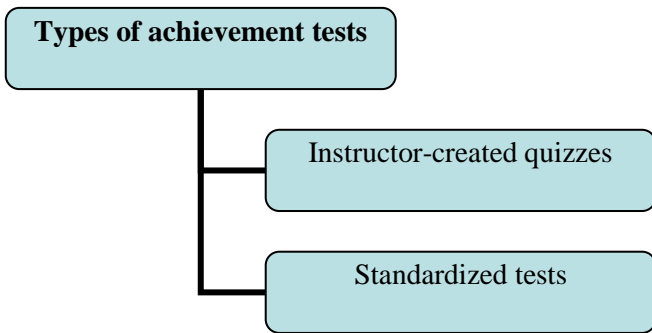 Types of achievement tests
Instructor-created quizzes
Standardized tests